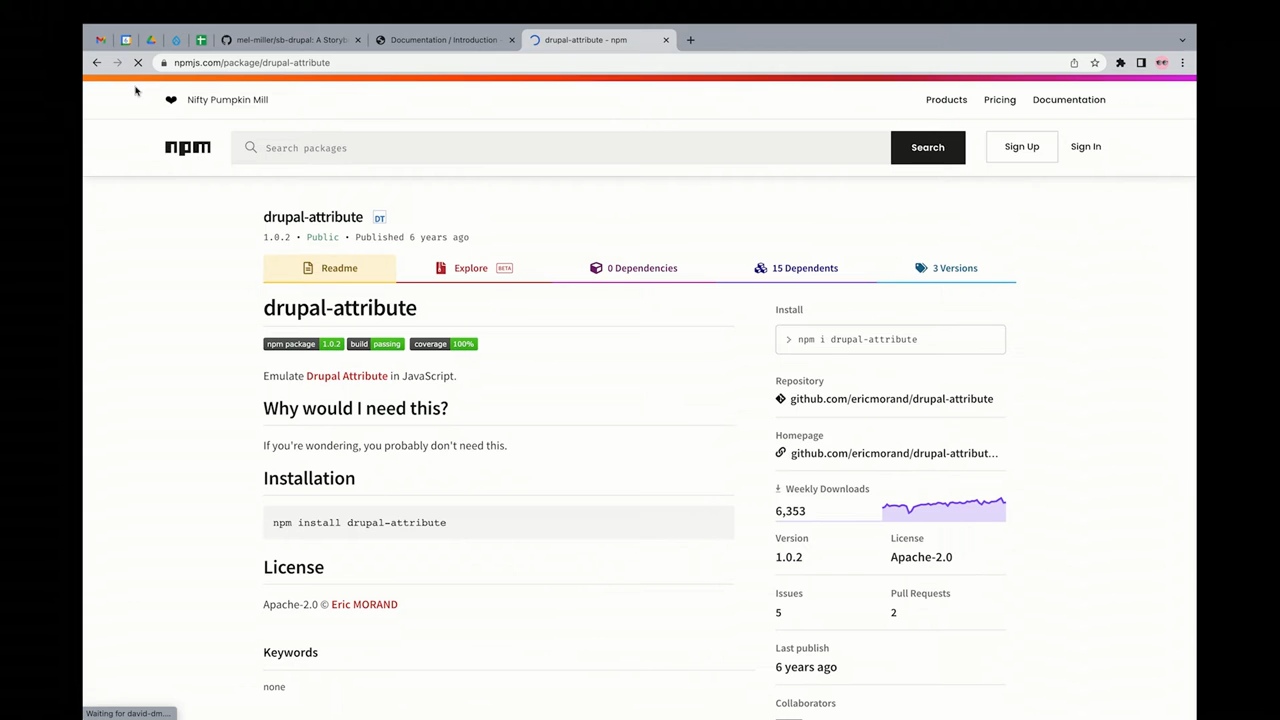 mel-miller/sb-drupal: A Storyb
Documentation / Introduction -
drupal-attribute - npm
npmjs.com/package/drupal-attribute
Nifty Pumpkin Mill
Products
Pricing
Documentation
npm
Search packages
Search
Sign Up
Sign In
drupal-attribute
DT
1.0.2 • Public • Published 6 years ago
Readme
Explore BETA
0 Dependencies
15 Dependents
3 Versions
drupal-attribute
npm package 1.0.2 build passing coverage 100%
Emulate Drupal Attribute in JavaScript.
Why would I need this?
If you're wondering, you probably don't need this.
Installation
npm install drupal-attribute
License
Apache-2.0 © Eric MORAND
Keywords
none
Install
> npm i drupal-attribute
Repository
github.com/ericmorand/drupal-attribute
Homepage
github.com/ericmorand/drupal-attribut...
Weekly Downloads
6,353
Version
License
1.0.2
Apache-2.0
Issues
Pull Requests
5
2
Last publish
6 years ago
Collaborators
Waiting for david-dm....